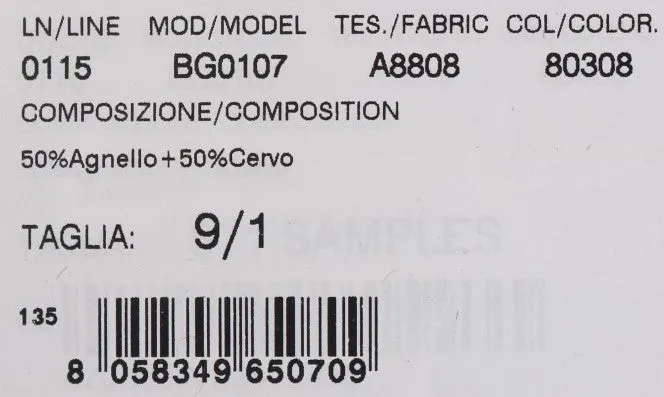 LN/LINE MOD/MODEL TES./FABRIC COL/COLOR.
0115 BG0107 A8808 80308
COMPOSIZIONE/COMPOSITION
50%Agnello+50%Cervo
TAGLIA: 9/1
SAMPLES
135
8 058349 650709